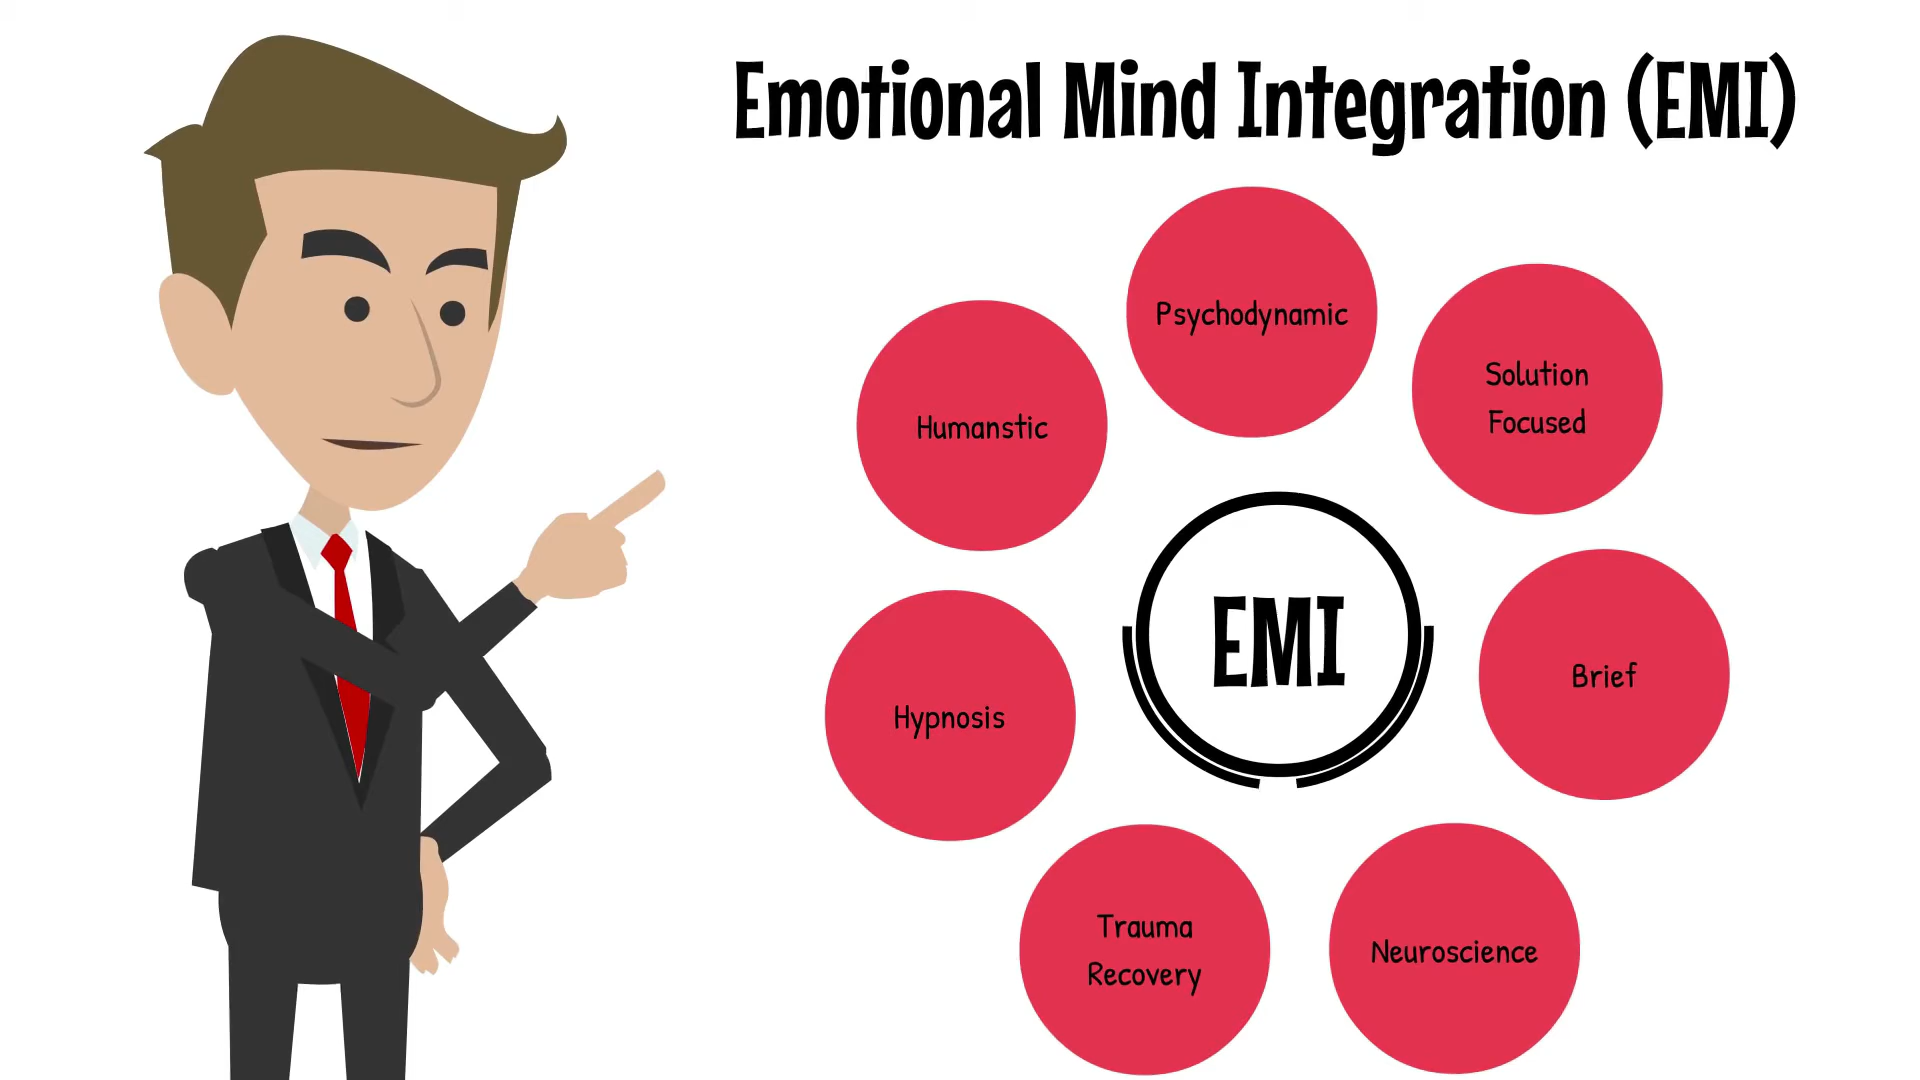 Emotional Mind Integration (EMI)
Psychodynamic
Solution
Focused
Humanstic
EMI
Brief
Hypnosis
Trauma
Recovery
Neuroscience